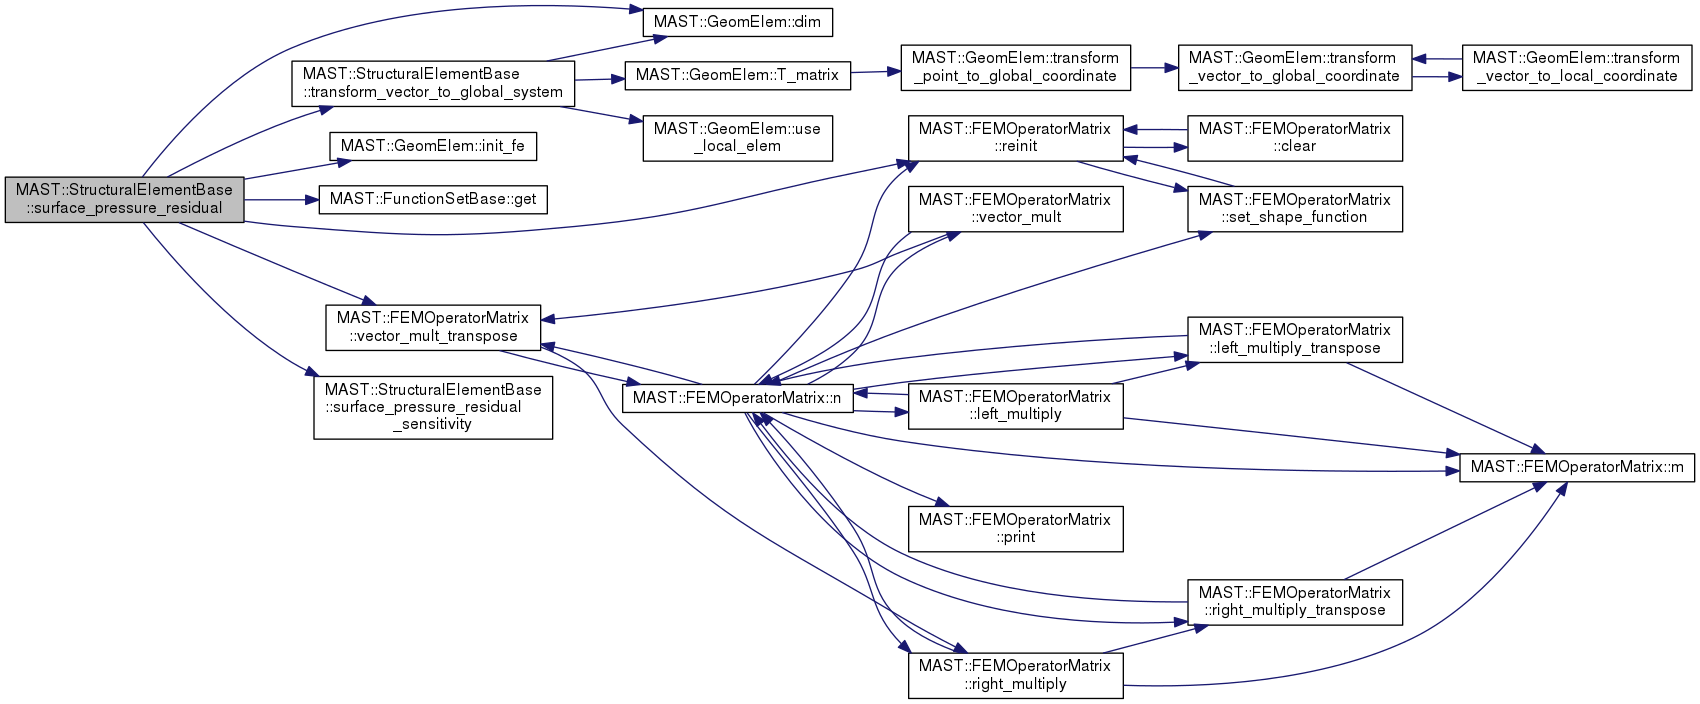 MAST::GeomElem::dim
MAST::StructuralElementBase
::transform_vector_to_global_system
MAST::GeomElem::T_matrix
MAST::GeomElem::transform
_point_to_global_coordinate
MAST::GeomElem::transform
_vector_to_global_coordinate
MAST::GeomElem::transform
_vector_to_local_coordinate
MAST::GeomElem::use
_local_elem
MAST::GeomElem::init_fe
MAST::FEMOperatorMatrix
::reinit
MAST::FEMOperatorMatrix
::clear
MAST::StructuralElementBase
::surface_pressure_residual
MAST::FunctionSetBase::get
MAST::FEMOperatorMatrix
::vector_mult
MAST::FEMOperatorMatrix
::set_shape_function
MAST::FEMOperatorMatrix
::vector_mult_transpose
MAST::FEMOperatorMatrix
::left_multiply_transpose
MAST::StructuralElementBase
::surface_pressure_residual
_sensitivity
MAST::FEMOperatorMatrix::n
MAST::FEMOperatorMatrix
::left_multiply
MAST::FEMOperatorMatrix::m
MAST::FEMOperatorMatrix
::print
MAST::FEMOperatorMatrix
::right_multiply_transpose
MAST::FEMOperatorMatrix
::right_multiply